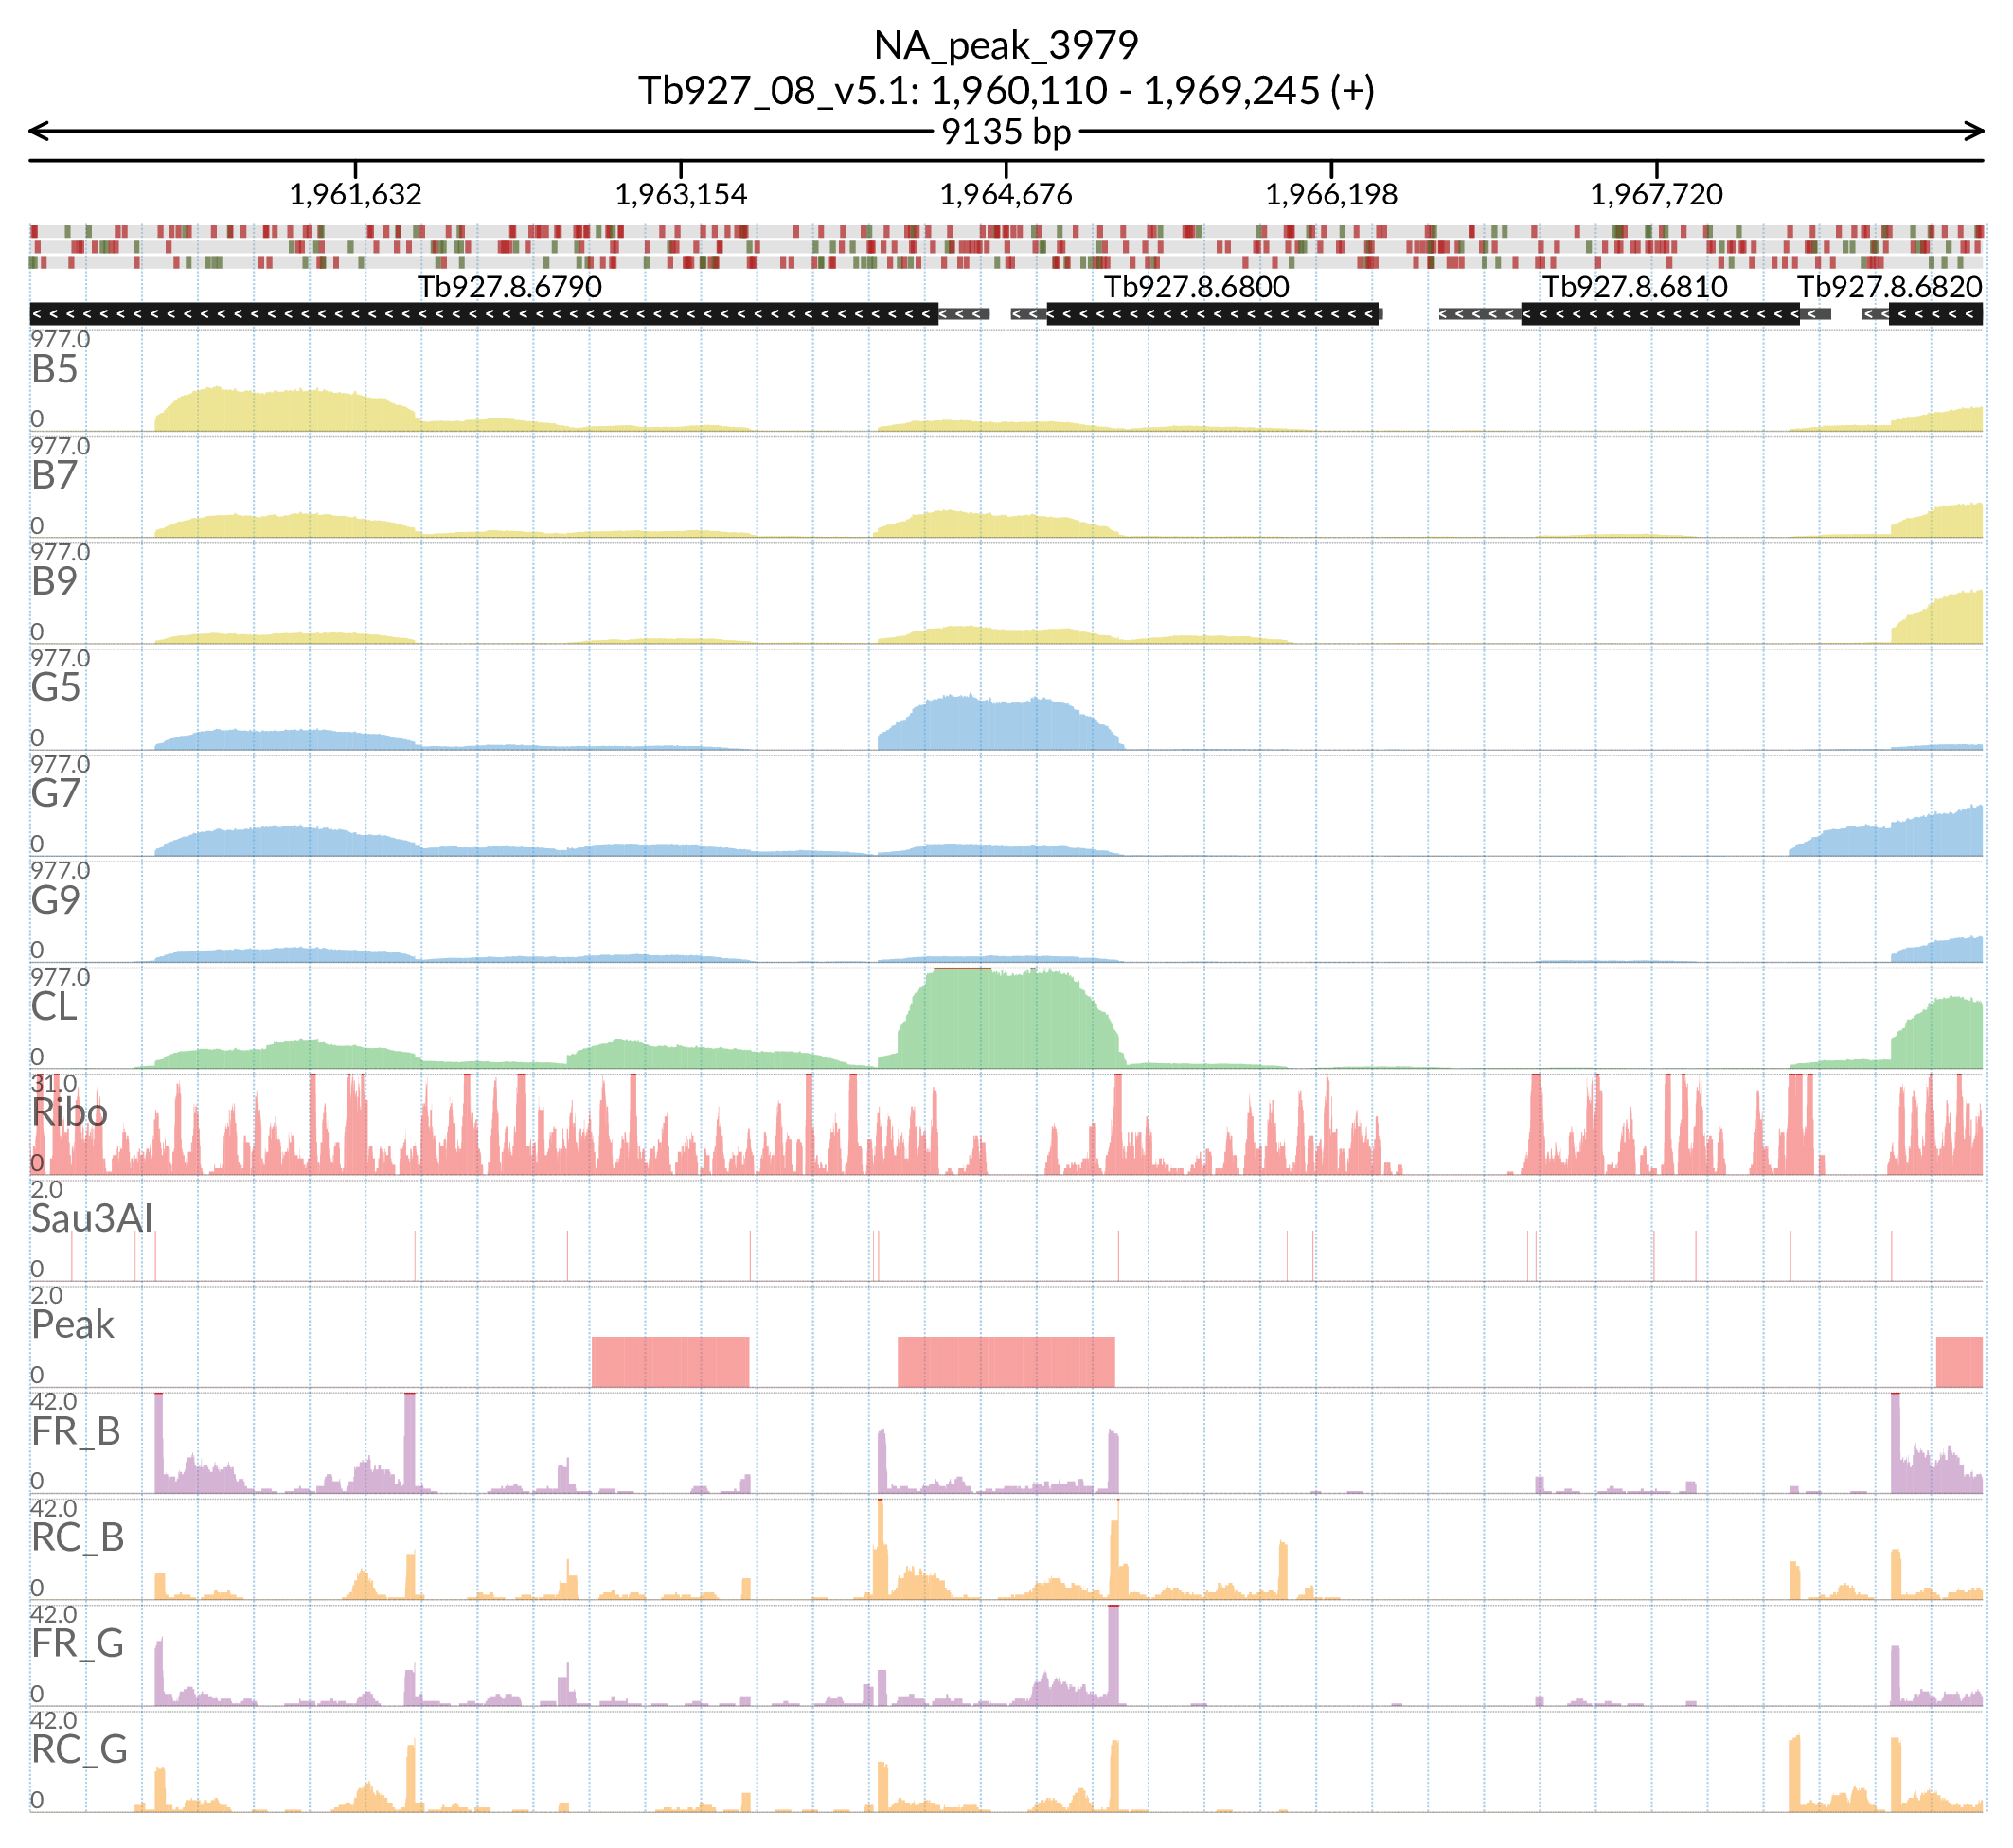 NA_peak_3979
Tb927_08_v5.1: 1,960,110 - 1,969,245 (+)
9135 bp
1,961,632 1,963,154 1,964,676 1,966,198 1,967,720
Tb927.8.6790 Tb927.8.6800 Tb927.8.6810 Tb927.8.6820
977.0
B5
0
977.0
B7
0
977.0
B9
0
977.0
G5
0
977.0
G7
0
977.0
G9
0
977.0
CL
0
31.0
Ribo
0
2.0
Sau3AI
0
2.0
Peak
0
42.0
FR_B
0
42.0
RC_B
0
42.0
FR_G
0
42.0
RC_G
0